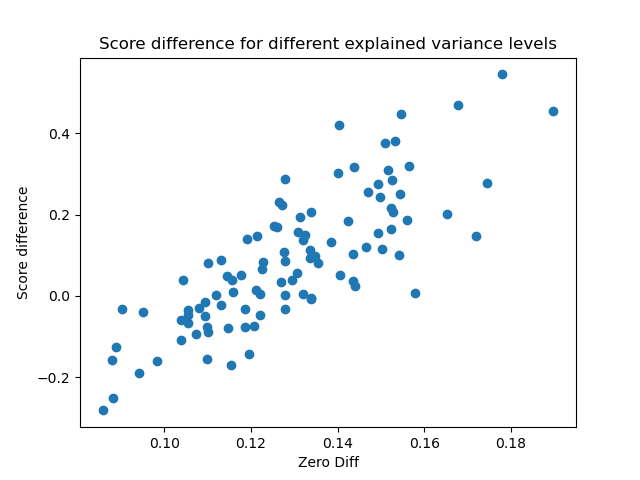 Score difference for different explained variance levels
Score difference
0.4
0.2
0.0
−0.2
0.10 0.12 0.14 0.16 0.18
Zero Diff